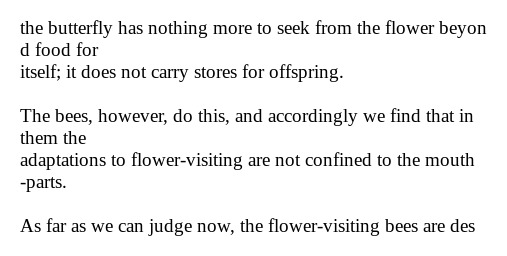 the butterfly has nothing more to seek from the flower beyon
d food for
itself; it does not carry stores for offspring.
The bees, however, do this, and accordingly we find that in
them the
adaptations to flower-visiting are not confined to the mouth
-parts.
As far as we can judge now, the flower-visiting bees are des